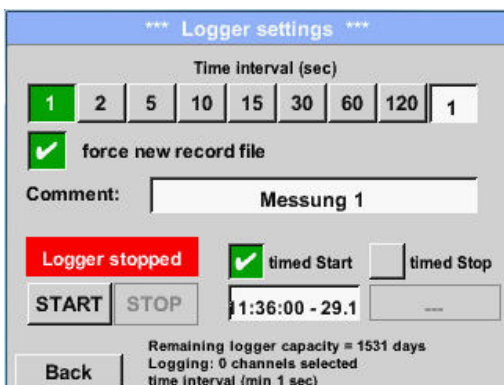 *** Logger settings ***
Time interval (sec)
1 2 5 10 15 30 60 120 1
force new record file
Comment: Messung 1
Logger stopped timed Start timed Stop
START STOP 11:36:00 - 29.1 ---
Remaining logger capacity = 1531 days
Back Logging: 0 channels selected
time interval (min 1 sec)